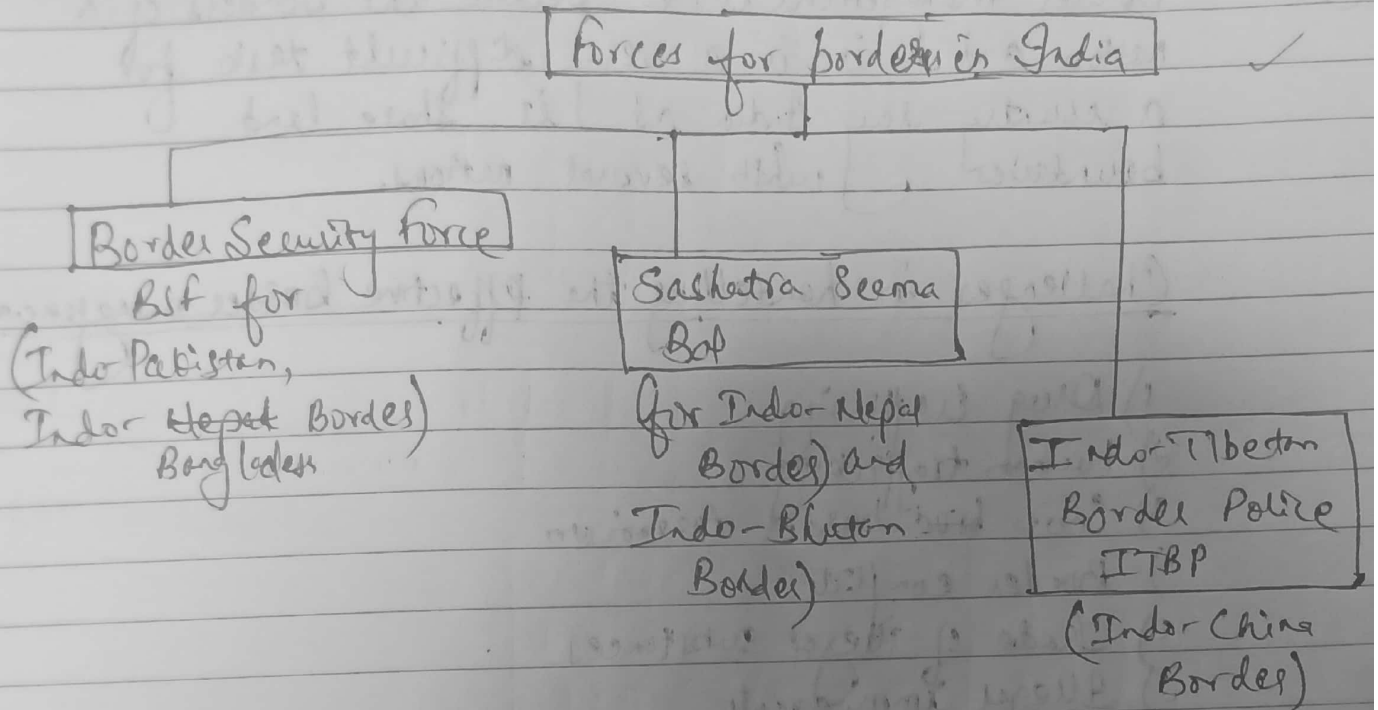 Forces for borders in India
Border Security Force
BSF for
(Indo Pakistan,
Indo- Nepal Border)
Bangladesh
Sashatra Seema
Bal
(for Indo-Nepal
Border) and
Indo-Bhutan
Border)
Indo-Tibetan
Border Police
ITBP
(Indo-China
Border)